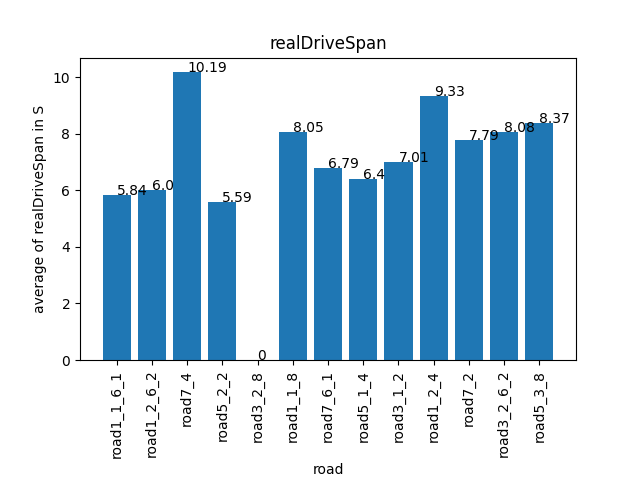 realDriveSpan
average of realDriveSpan in S
10
8
6
4
2
0
5.84
6.0
10.19
5.59
0
8.05
6.79
6.4
7.01
9.33
7.79
8.08
8.37
road1_1_6_1
road1_2_6_2
road7_4
road5_2_2
road3_2_8
road1_1_8
road7_6_1
road5_1_4
road3_1_2
road1_2_4
road7_2
road3_2_6_2
road5_3_8
road